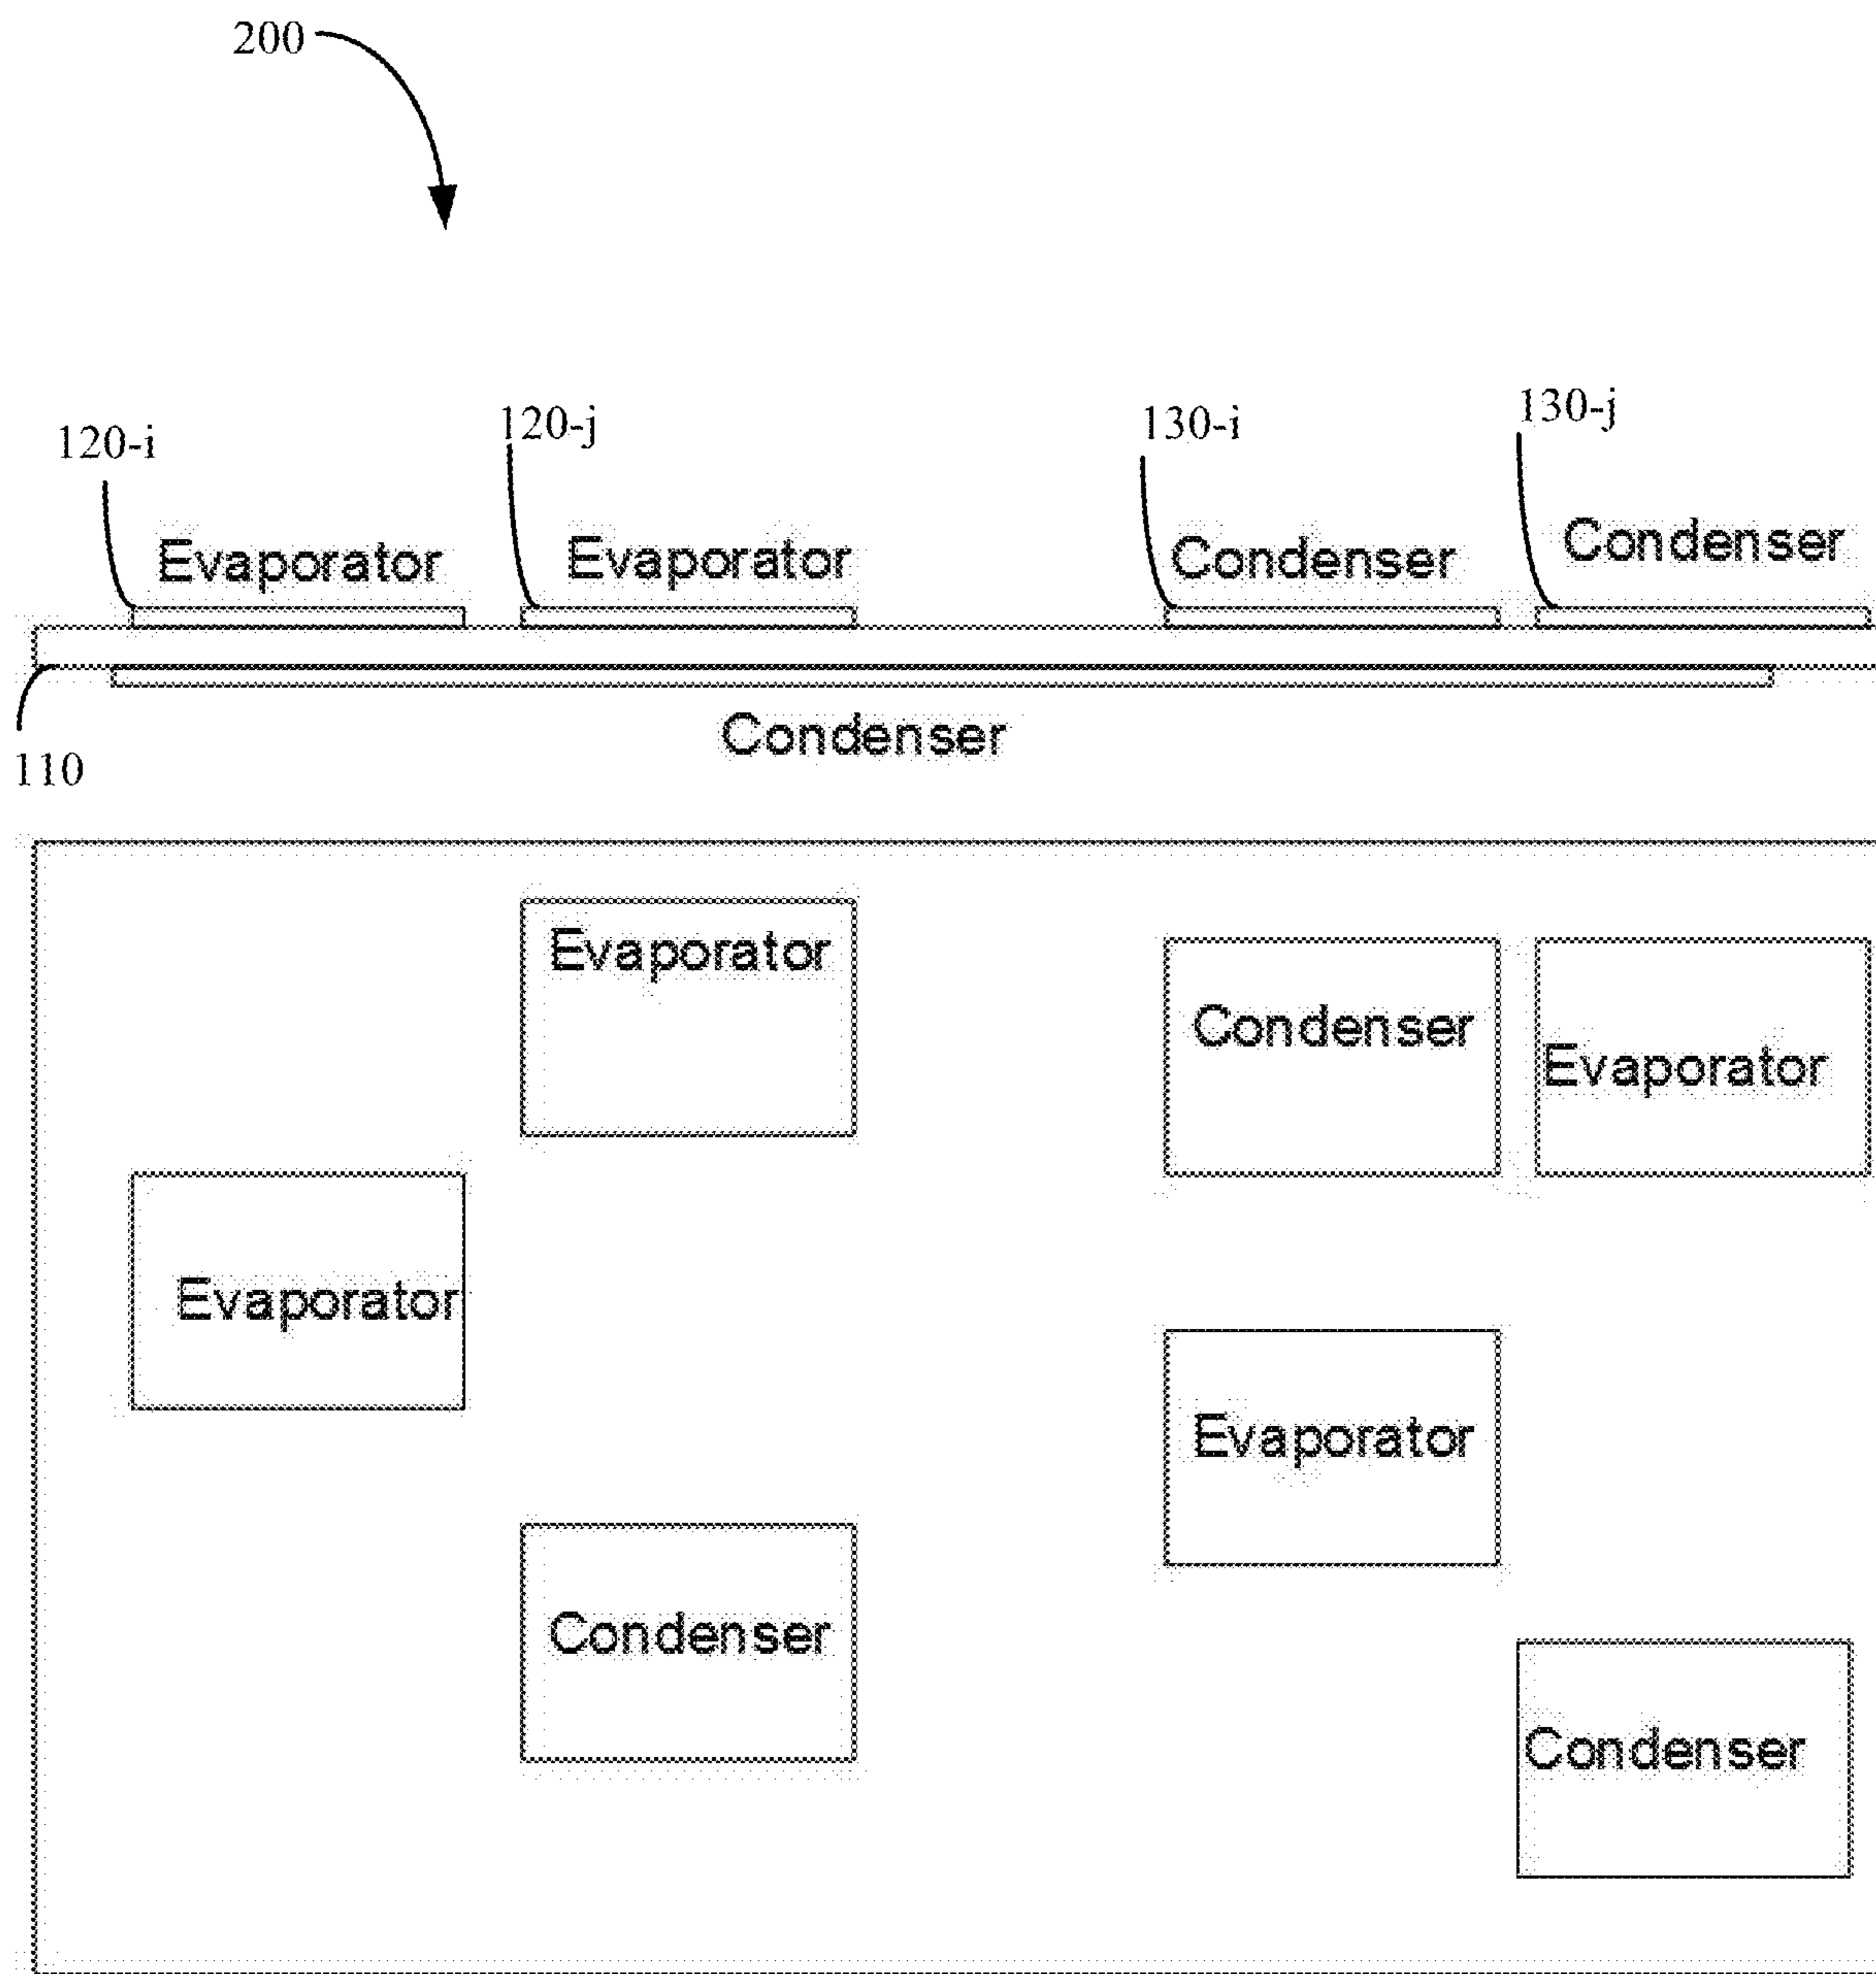 200
120-i
120-j
130-i
130-j
Evaporator
Evaporator
Condenser
Condenser
Condenser
110
Evaporator
Condenser
Evaporator
Evaporator
Evaporator
Condenser
Condenser